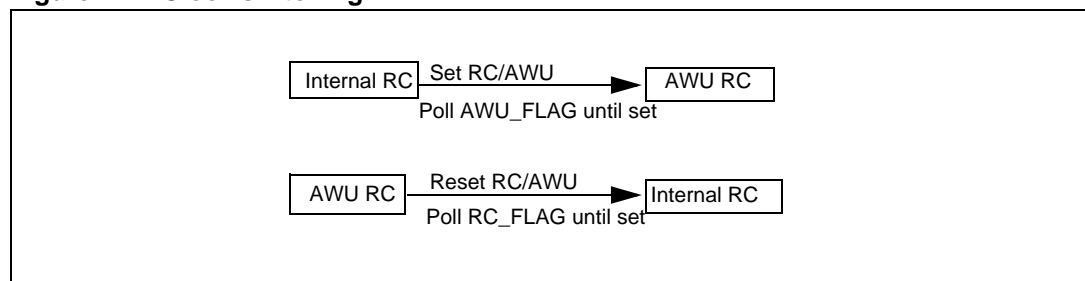 Internal RC Set RC/AWU AWU RC
Poll AWU_FLAG until set
AWU RC Reset RC/AWU Internal RC
Poll RC_FLAG until set